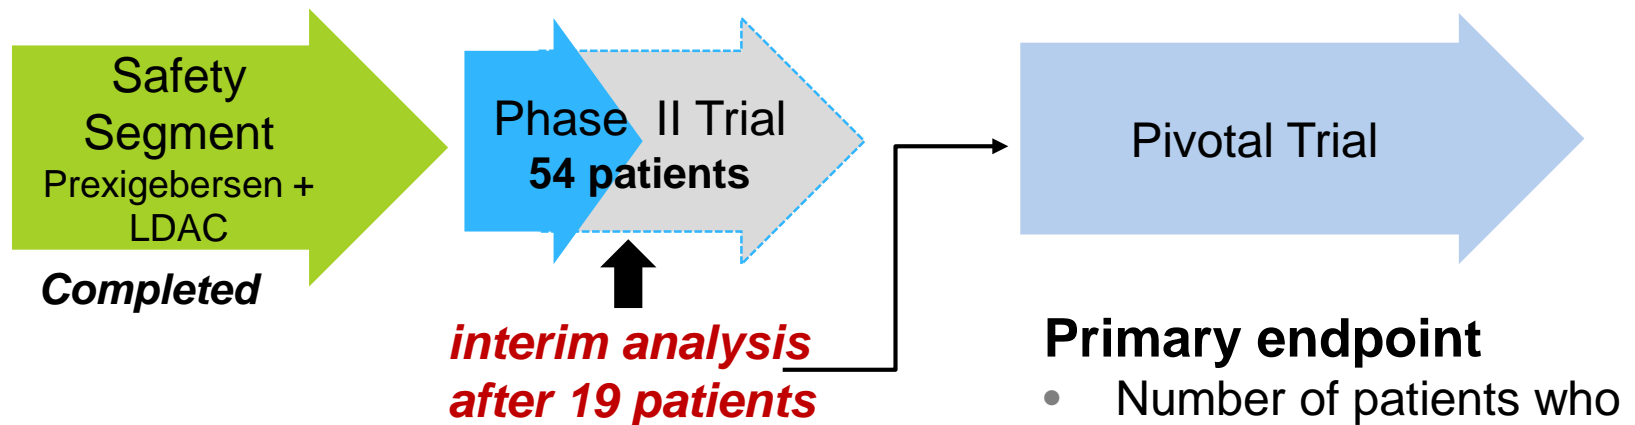 Safety
Segment
Prexigebersen +
LDAC
Completed
Phase II Trial
54 patients
interim analysis
after 19 patients
Pivotal Trial
Primary endpoint
• Number of patients who